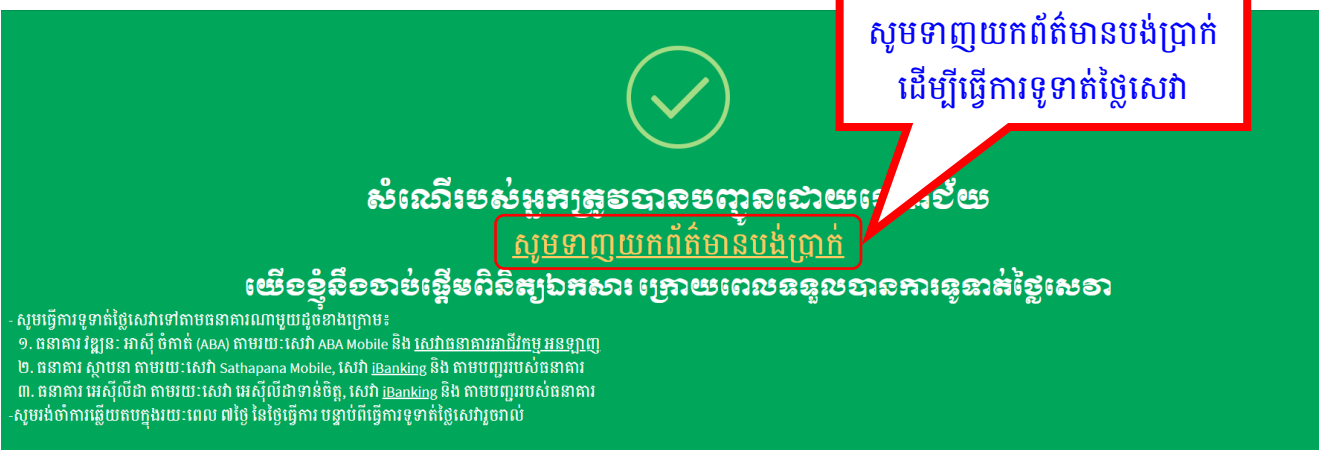 សូមទាញយកព័ត៌មានបង់ប្រាក់
ដើម្បីធ្វើការទូទាត់ថ្លៃសេវា
សំណើរបស់អ្នកត្រូវបានបញ្ជូនដោយជ័យ
សូមទាញយកព័ត៌មានបង់ប្រាក់
យើងខ្ញុំនឹងចាប់ផ្តើមពិនិត្យឯកសារ ក្រោយពេលទទួលបានការទូទាត់ថ្លៃសេវា
- សូមធ្វើការទូទាត់ថ្លៃសេវាទៅតាមធនាគារណាមួយដូចខាងក្រោម៖
១. ធនាគារ វឌ្ឍនៈ អាស៊ី ចំកាត់ (ABA) តាមរយៈសេវា ABA Mobile និង សេវាធនាគារអាជីវកម្ម អនឡាញ
២. ធនាគារ ស្ថាបនា តាមរយៈសេវា Sathapana Mobile, សេវា iBanking និង តាមបញ្ជររបស់ធនាគារ
៣. ធនាគារ អេស៊ីលីដា តាមរយៈសេវា អេស៊ីលីដាទាន់ចិត្ត, សេវា iBanking និង តាមបញ្ជររបស់ធនាគារ
-សូមរង់ចាំការឆ្លើយតបក្នុងរយៈពេល ៧ថ្ងៃ នៃថ្ងៃធ្វើការ បន្ទាប់ពីធ្វើការទូទាត់ថ្លៃសេវារួចរាល់